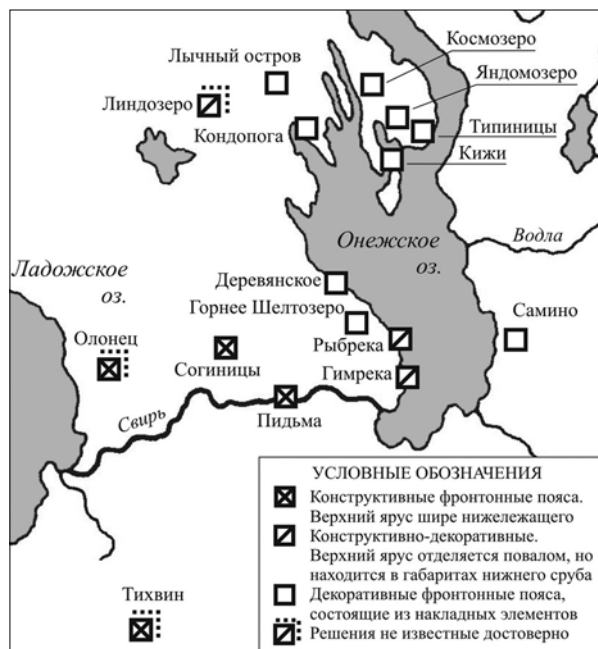 Космозеро
Лычный остров
Яндомозеро
Линдозеро
Кондопога
Типиницы
Кижи
Онежское
оз.
Водла
Ладожское
оз.
Деревянское
Горнее Шелтозеро
Самино
Олонец
Рыбрека
Согиницы
Гимрека
Свирь
Пидьма
Тихвин
УСЛОВНЫЕ ОБОЗНАЧЕНИЯ
Конструктивные фронтонные пояса.
Верхний ярус шире нижележащего
Конструктивно-декоративные.
Верхний ярус отделяется повалом, но
находится в габаритах нижнего сруба
Декоративные фронтонные пояса,
состоящие из накладных элементов
Решения не известные достоверно